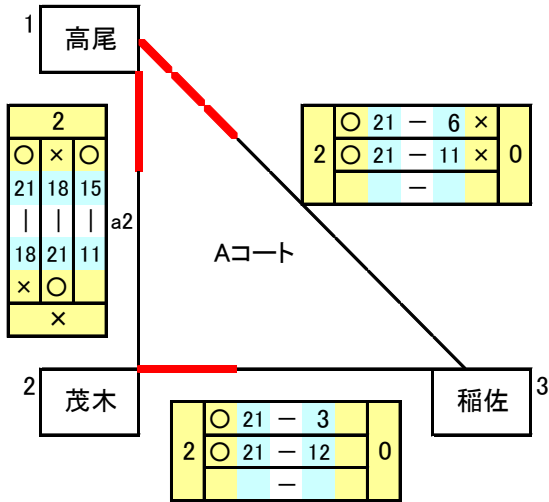 1 高尾
2
○ × ○
21 18 15
| | |
18 21 11
× ○
×
a2
2 ○ 21 － 6 × 0
○ 21 － 11 ×
－
Aコート
2 茂木
稲佐 3
2 ○ 21 － 3 0
○ 21 － 12
－